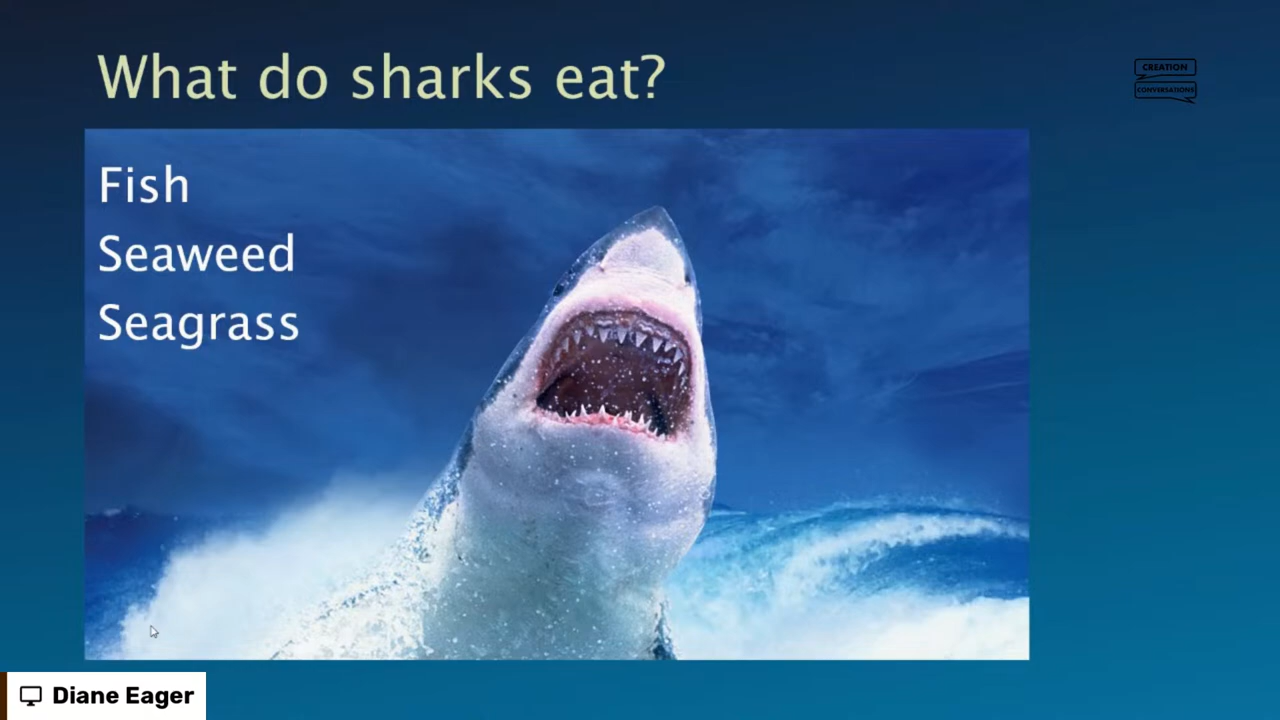 What do sharks eat?
CREATION
CONVERSATIONS
Fish
Seaweed
Seagrass
Diane Eager